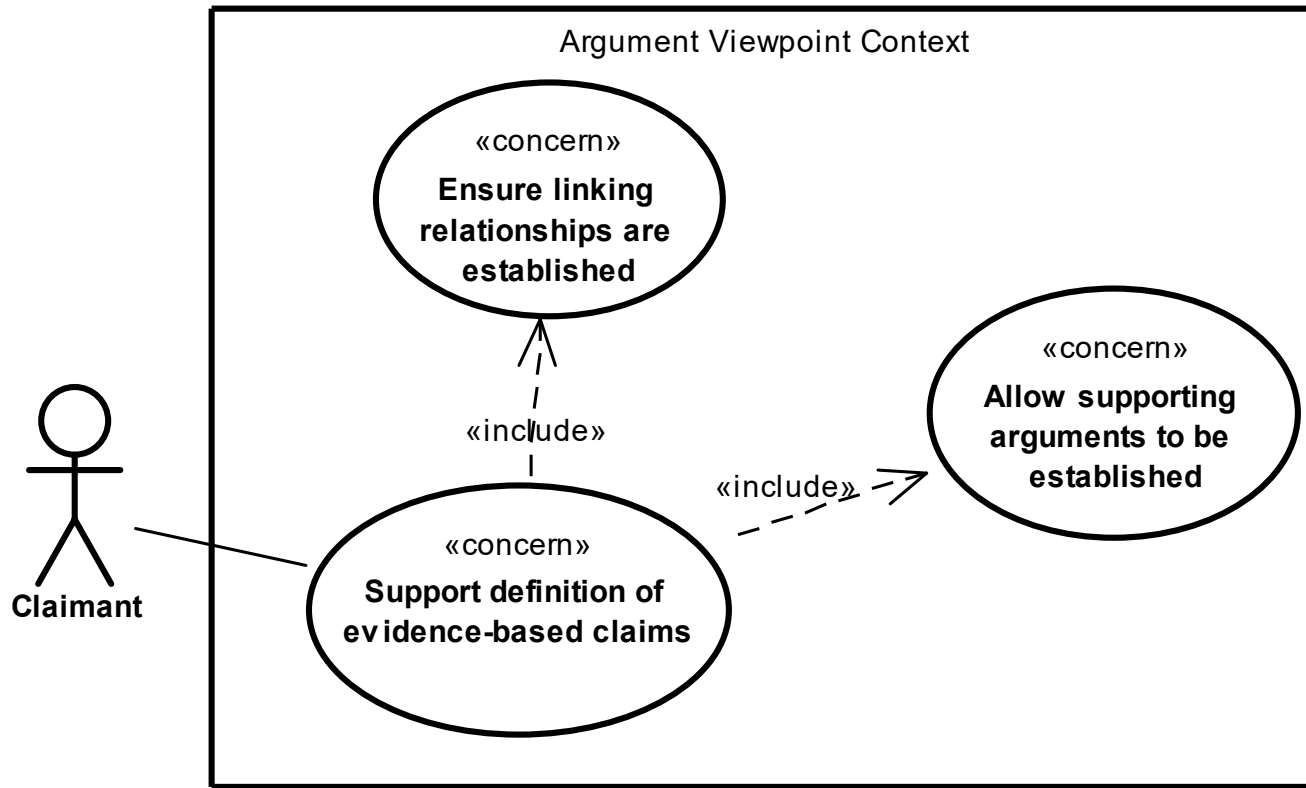 Argument Viewpoint Context
«concern»
Ensure linking
relationships are
established
«concern»
Allow supporting
arguments to be
established
«include»
«include»
«concern»
Support definition of
evidence-based claims
Claimant